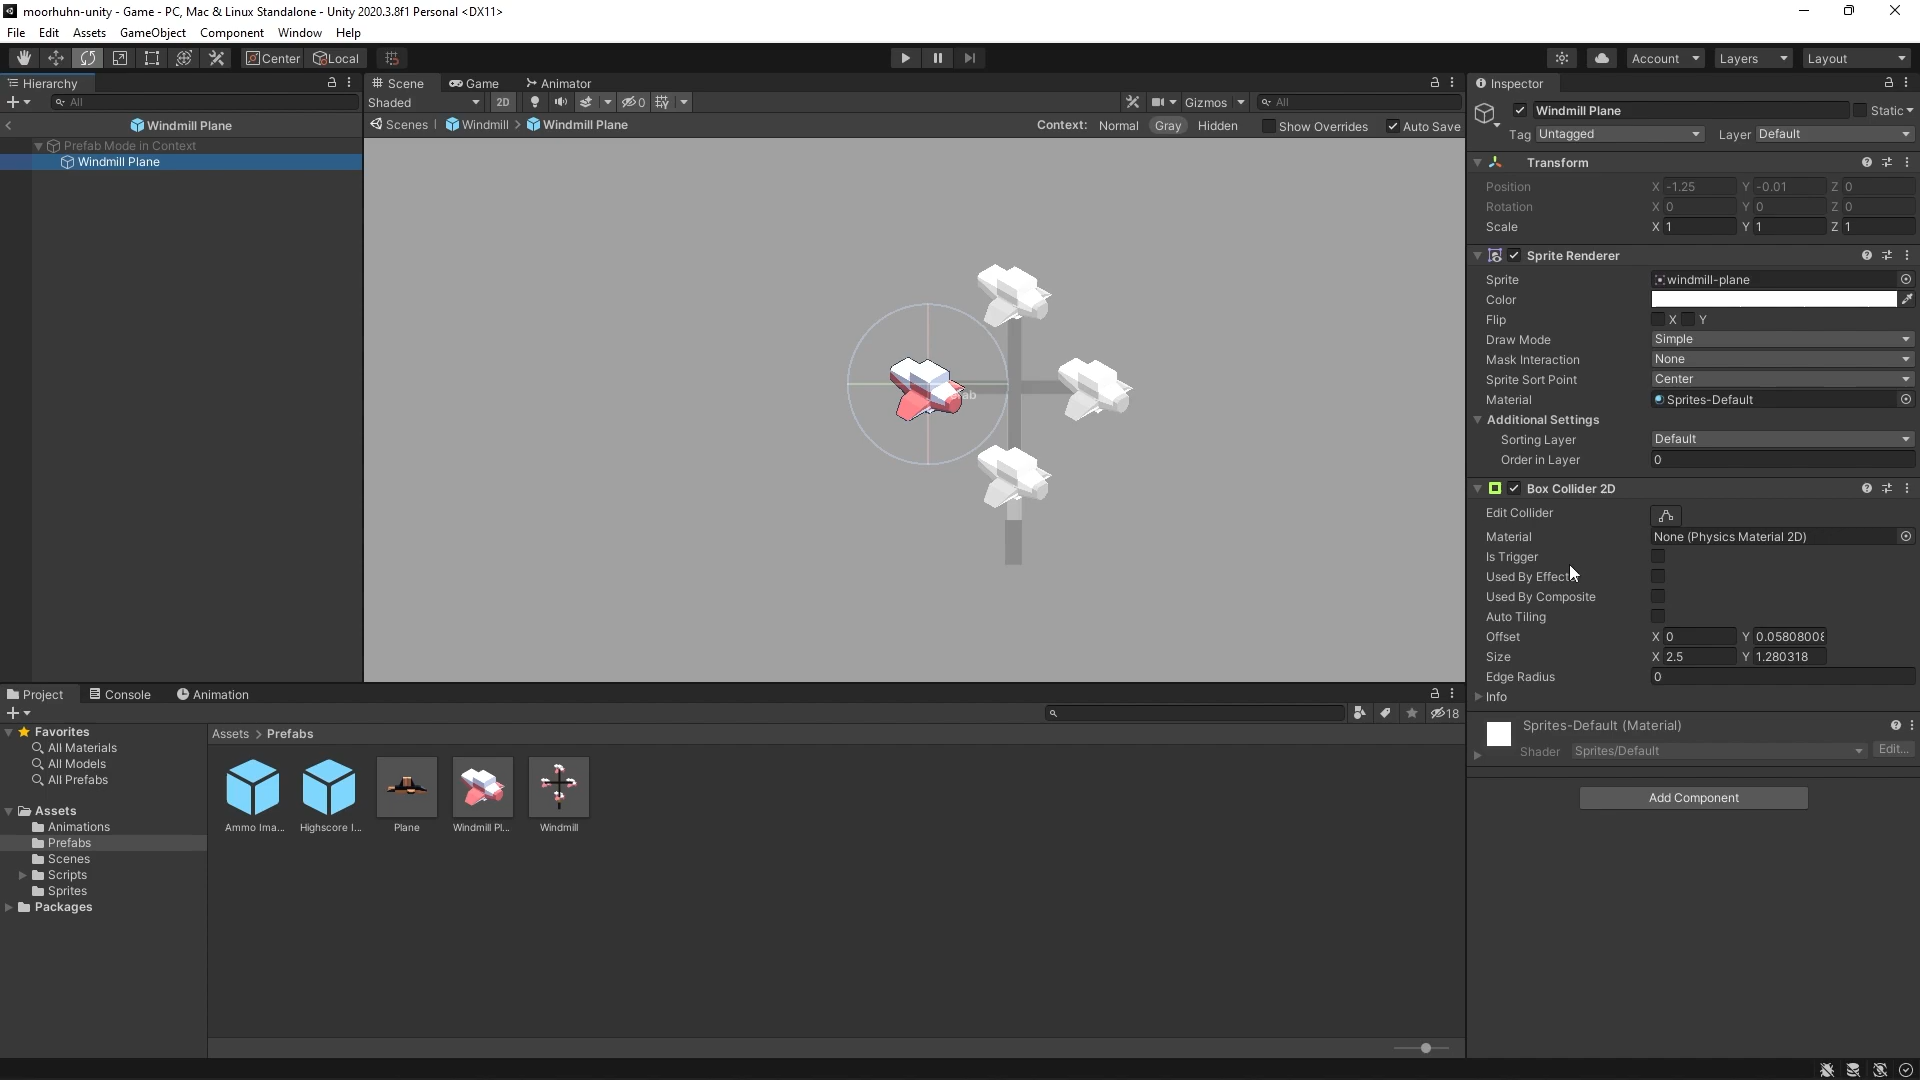 moorhuhn-unity - Game - PC, Mac & Linux Standalone - Unity 2020.3.8f1 Personal <DX11>
File Edit Assets GameObject Component Window Help
Center Local Account Layers Layout
Hierarchy
All
Windmill Plane
Prefab Mode in Context
Windmill Plane
Scene Game Animator
Shaded 2D 0 Gizmos All
Scenes Windmill Windmill Plane Context: Normal Gray Hidden Show Overrides Auto Save
Inspector
Windmill Plane Static
Tag Untagged Layer Default
Transform
Position X -1.25 Y -0.01 Z 0
Rotation X 0 Y 0 Z 0
Scale X 1 Y 1 Z 1
Sprite Renderer
Sprite windmill-plane
Color
Flip X Y
Draw Mode Simple
Mask Interaction None
Sprite Sort Point Center
Material Sprites-Default
Additional Settings
Sorting Layer Default
Order in Layer 0
Box Collider 2D
Edit Collider
Material None (Physics Material 2D)
Is Trigger
Used By Effect
Used By Composite
Auto Tiling
Offset X 0 Y 0.05808008
Size X 2.5 Y 1.280318
Edge Radius 0
Info
Sprites-Default (Material)
Shader Sprites/Default Edit...
Add Component
Project Console Animation
18
Favorites
All Materials
All Models
All Prefabs
Assets
Animations
Prefabs
Scenes
Scripts
Sprites
Packages
Assets > Prefabs
Ammo Ima... Highscore I... Plane Windmill Pl... Windmill